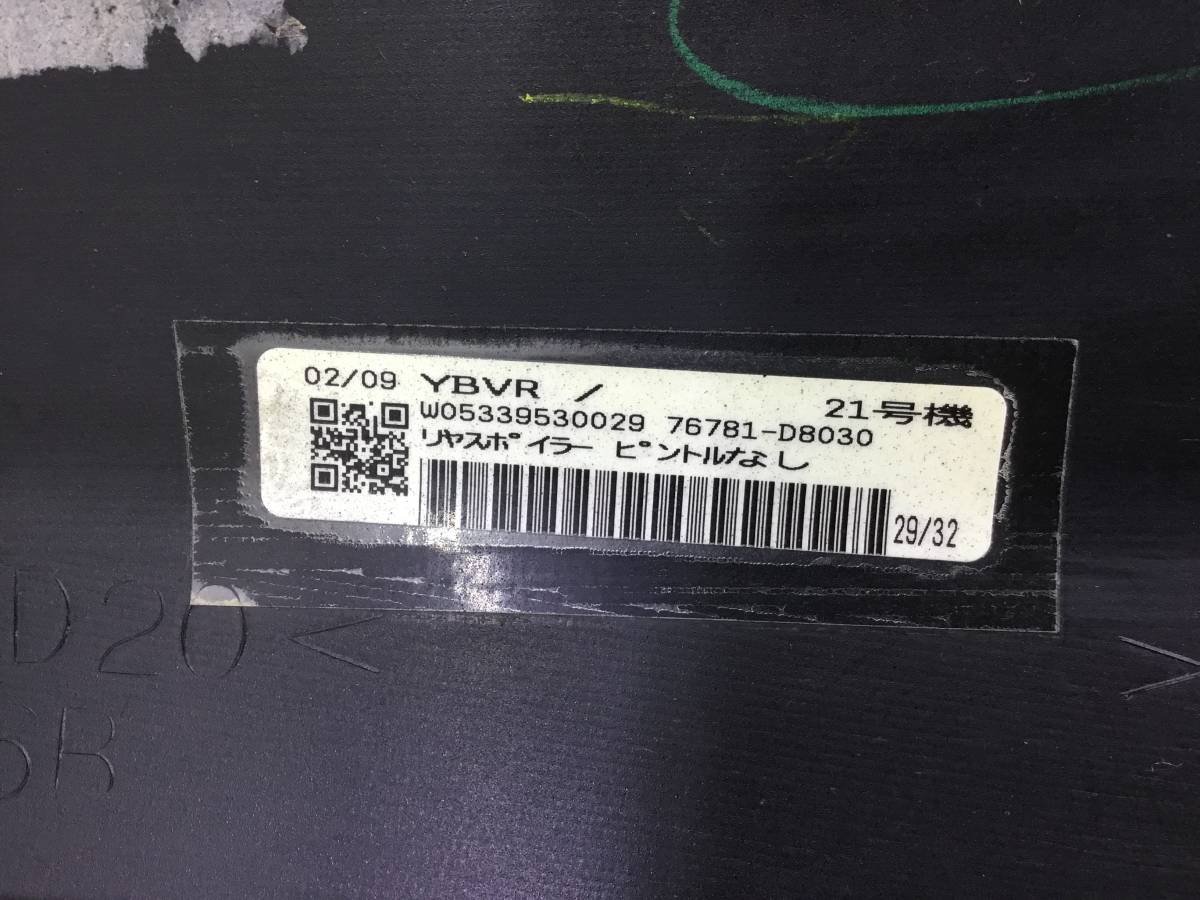 02/09 YBVR / 21号機
W05339530029 76781-D8030
リヤスポイラー ピントルなし
29/32
D20<
>
R